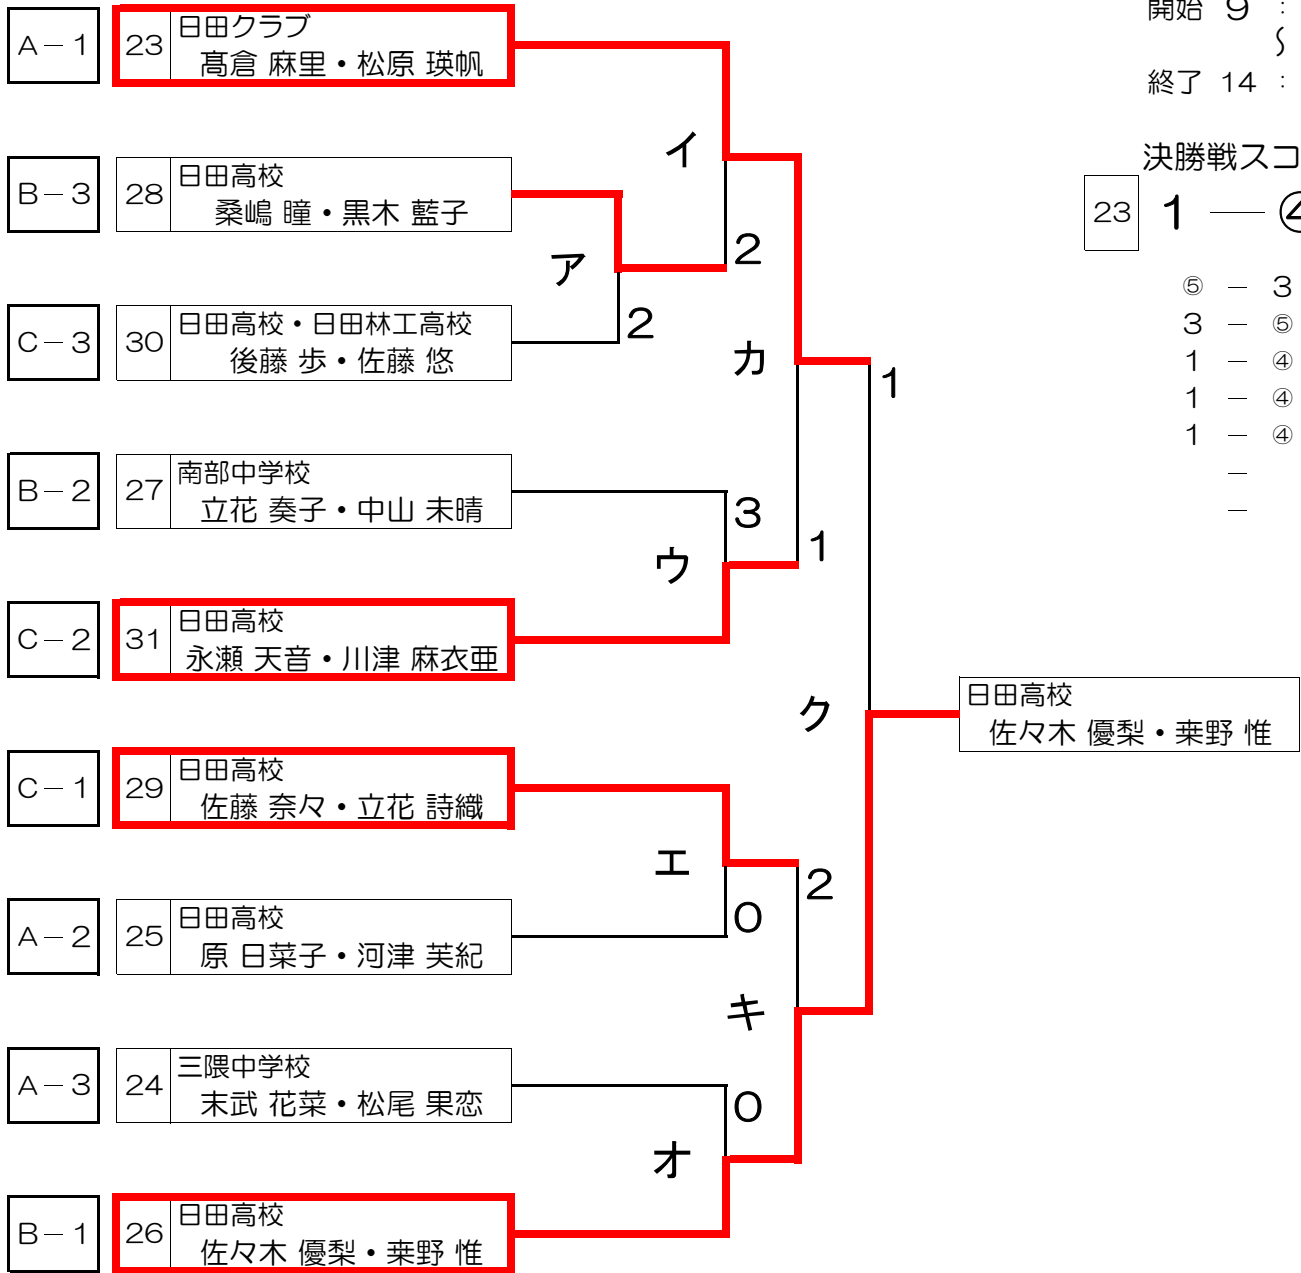 A－1 23 日田クラブ
髙倉 麻里・松原 瑛帆
開始 9 :
～
終了 14 :
イ
決勝戦スコ
B－3 28 日田高校
桑嶋 瞳・黒木 藍子
23 1 ― ④
2
ア
⑤ － 3
C－3 30 日田高校・日田林工高校
後藤 歩・佐藤 悠
2
3 － ⑤
カ
1 － ④
1
1 － ④
1 － ④
－
－
B－2 27 南部中学校
立花 奏子・中山 未晴
3
1
ウ
C－2 31 日田高校
永瀬 天音・川津 麻衣亜
ク
日田高校
佐々木 優梨・乗野 惟
C－1 29 日田高校
佐藤 奈々・立花 詩織
エ
2
A－2 25 日田高校
原 日菜子・河津 芙紀
0
キ
A－3 24 三隈中学校
末武 花菜・松尾 果恋
0
オ
B－1 26 日田高校
佐々木 優梨・乗野 惟